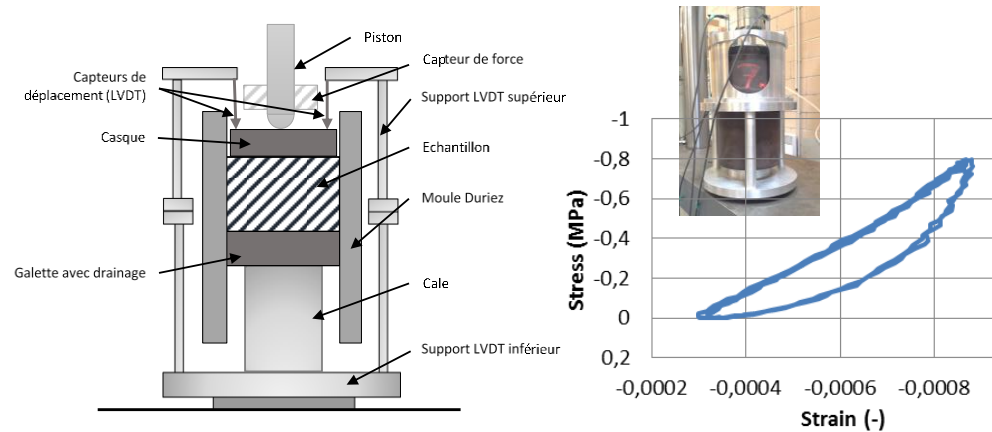 Piston
Capteur de force
Capteurs de
déplacement (LVDT)
Support LVDT supérieur
Casque
Echantillon
Moule Duriez
Galette avec drainage
Cale
Support LVDT inférieur
7
-1
-0,8
-0,6
-0,4
-0,2
0
0,2
Stress (MPa)
-0,0002
-0,0004
-0,0006
-0,0008
Strain (-)